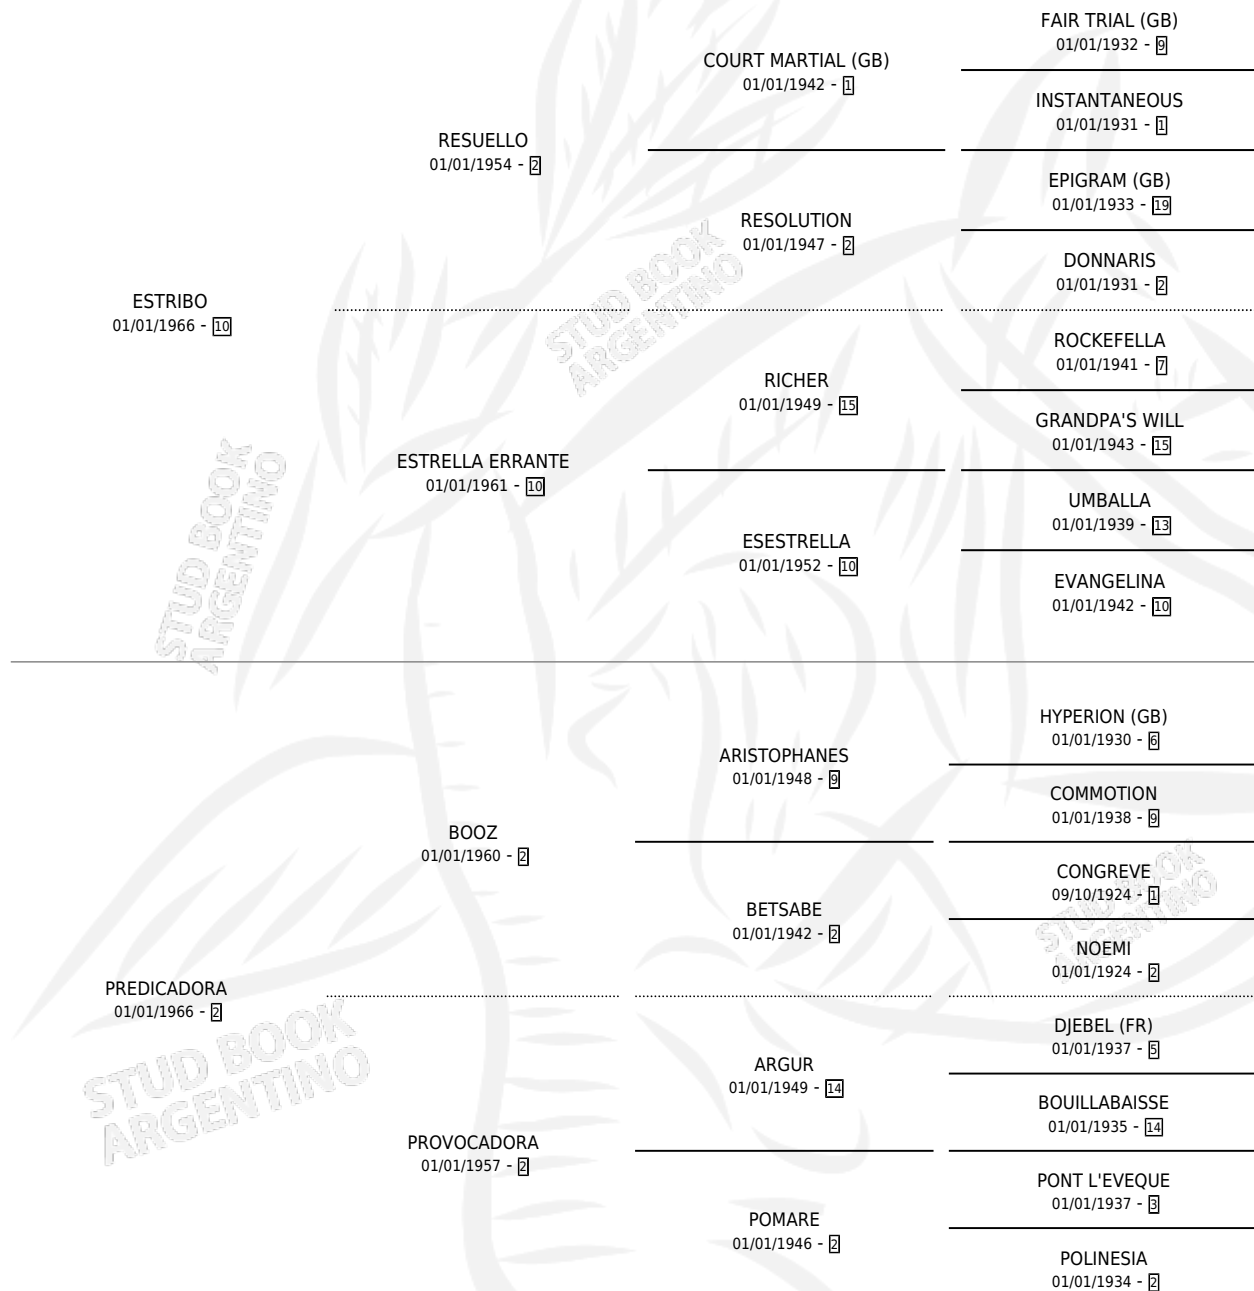 FAIR TRIAL (GB)
01/01/1932 - 9
COURT MARTIAL (GB)
01/01/1942 - 1
INSTANTANEOUS
01/01/1931 - 1
RESUELLO
01/01/1954 - 2
EPIGRAM (GB)
01/01/1933 - 19
RESOLUTION
01/01/1947 - 2
DONNARIS
01/01/1931 - 2
ESTRIBO
01/01/1966 - 10
ROCKEFELLA
01/01/1941 - 7
RICHER
01/01/1949 - 15
GRANDPA'S WILL
01/01/1943 - 15
ESTRELLA ERRANTE
01/01/1961 - 10
UMBALLA
01/01/1939 - 13
ESESTRELLA
01/01/1952 - 10
EVANGELINA
01/01/1942 - 10
HYPERION (GB)
01/01/1930 - 6
ARISTOPHANES
01/01/1948 - 9
COMMOTION
01/01/1938 - 9
BOOZ
01/01/1960 - 2
CONGREVE
09/10/1924 - 1
BETSABE
01/01/1942 - 2
NOEMI
01/01/1924 - 2
PREDICADORA
01/01/1966 - 2
DJEBEL (FR)
01/01/1937 - 5
ARGUR
01/01/1949 - 14
BOUILLABAISSE
01/01/1935 - 14
PROVOCADORA
01/01/1957 - 2
PONT L'EVEQUE
01/01/1937 - 3
POMARE
01/01/1946 - 2
POLINESIA
01/01/1934 - 2
STUD BOOK
ARGENTINO
STUD BOOK
ARGENTINO
STUD BOOK
ARGENTINO
STUD BOOK
ARGENTINO